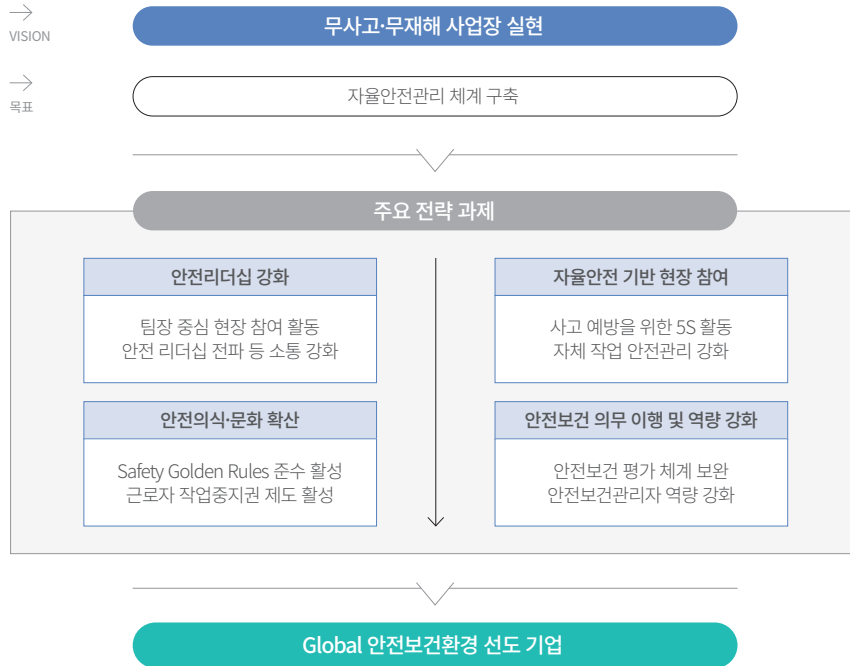 VISION
무사고·무재해 사업장 실현
목표
자율안전관리 체계 구축
주요 전략 과제
안전리더십 강화
팀장 중심 현장 참여 활동
안전 리더십 전파 등 소통 강화
자율안전 기반 현장 참여
사고 예방을 위한 5S 활동
자체 작업 안전관리 강화
안전의식·문화 확산
Safety Golden Rules 준수 활성
근로자 작업중지권 제도 활성
안전보건 의무 이행 및 역량 강화
안전보건 평가 체계 보완
안전보건관리자 역량 강화
Global 안전보건환경 선도 기업